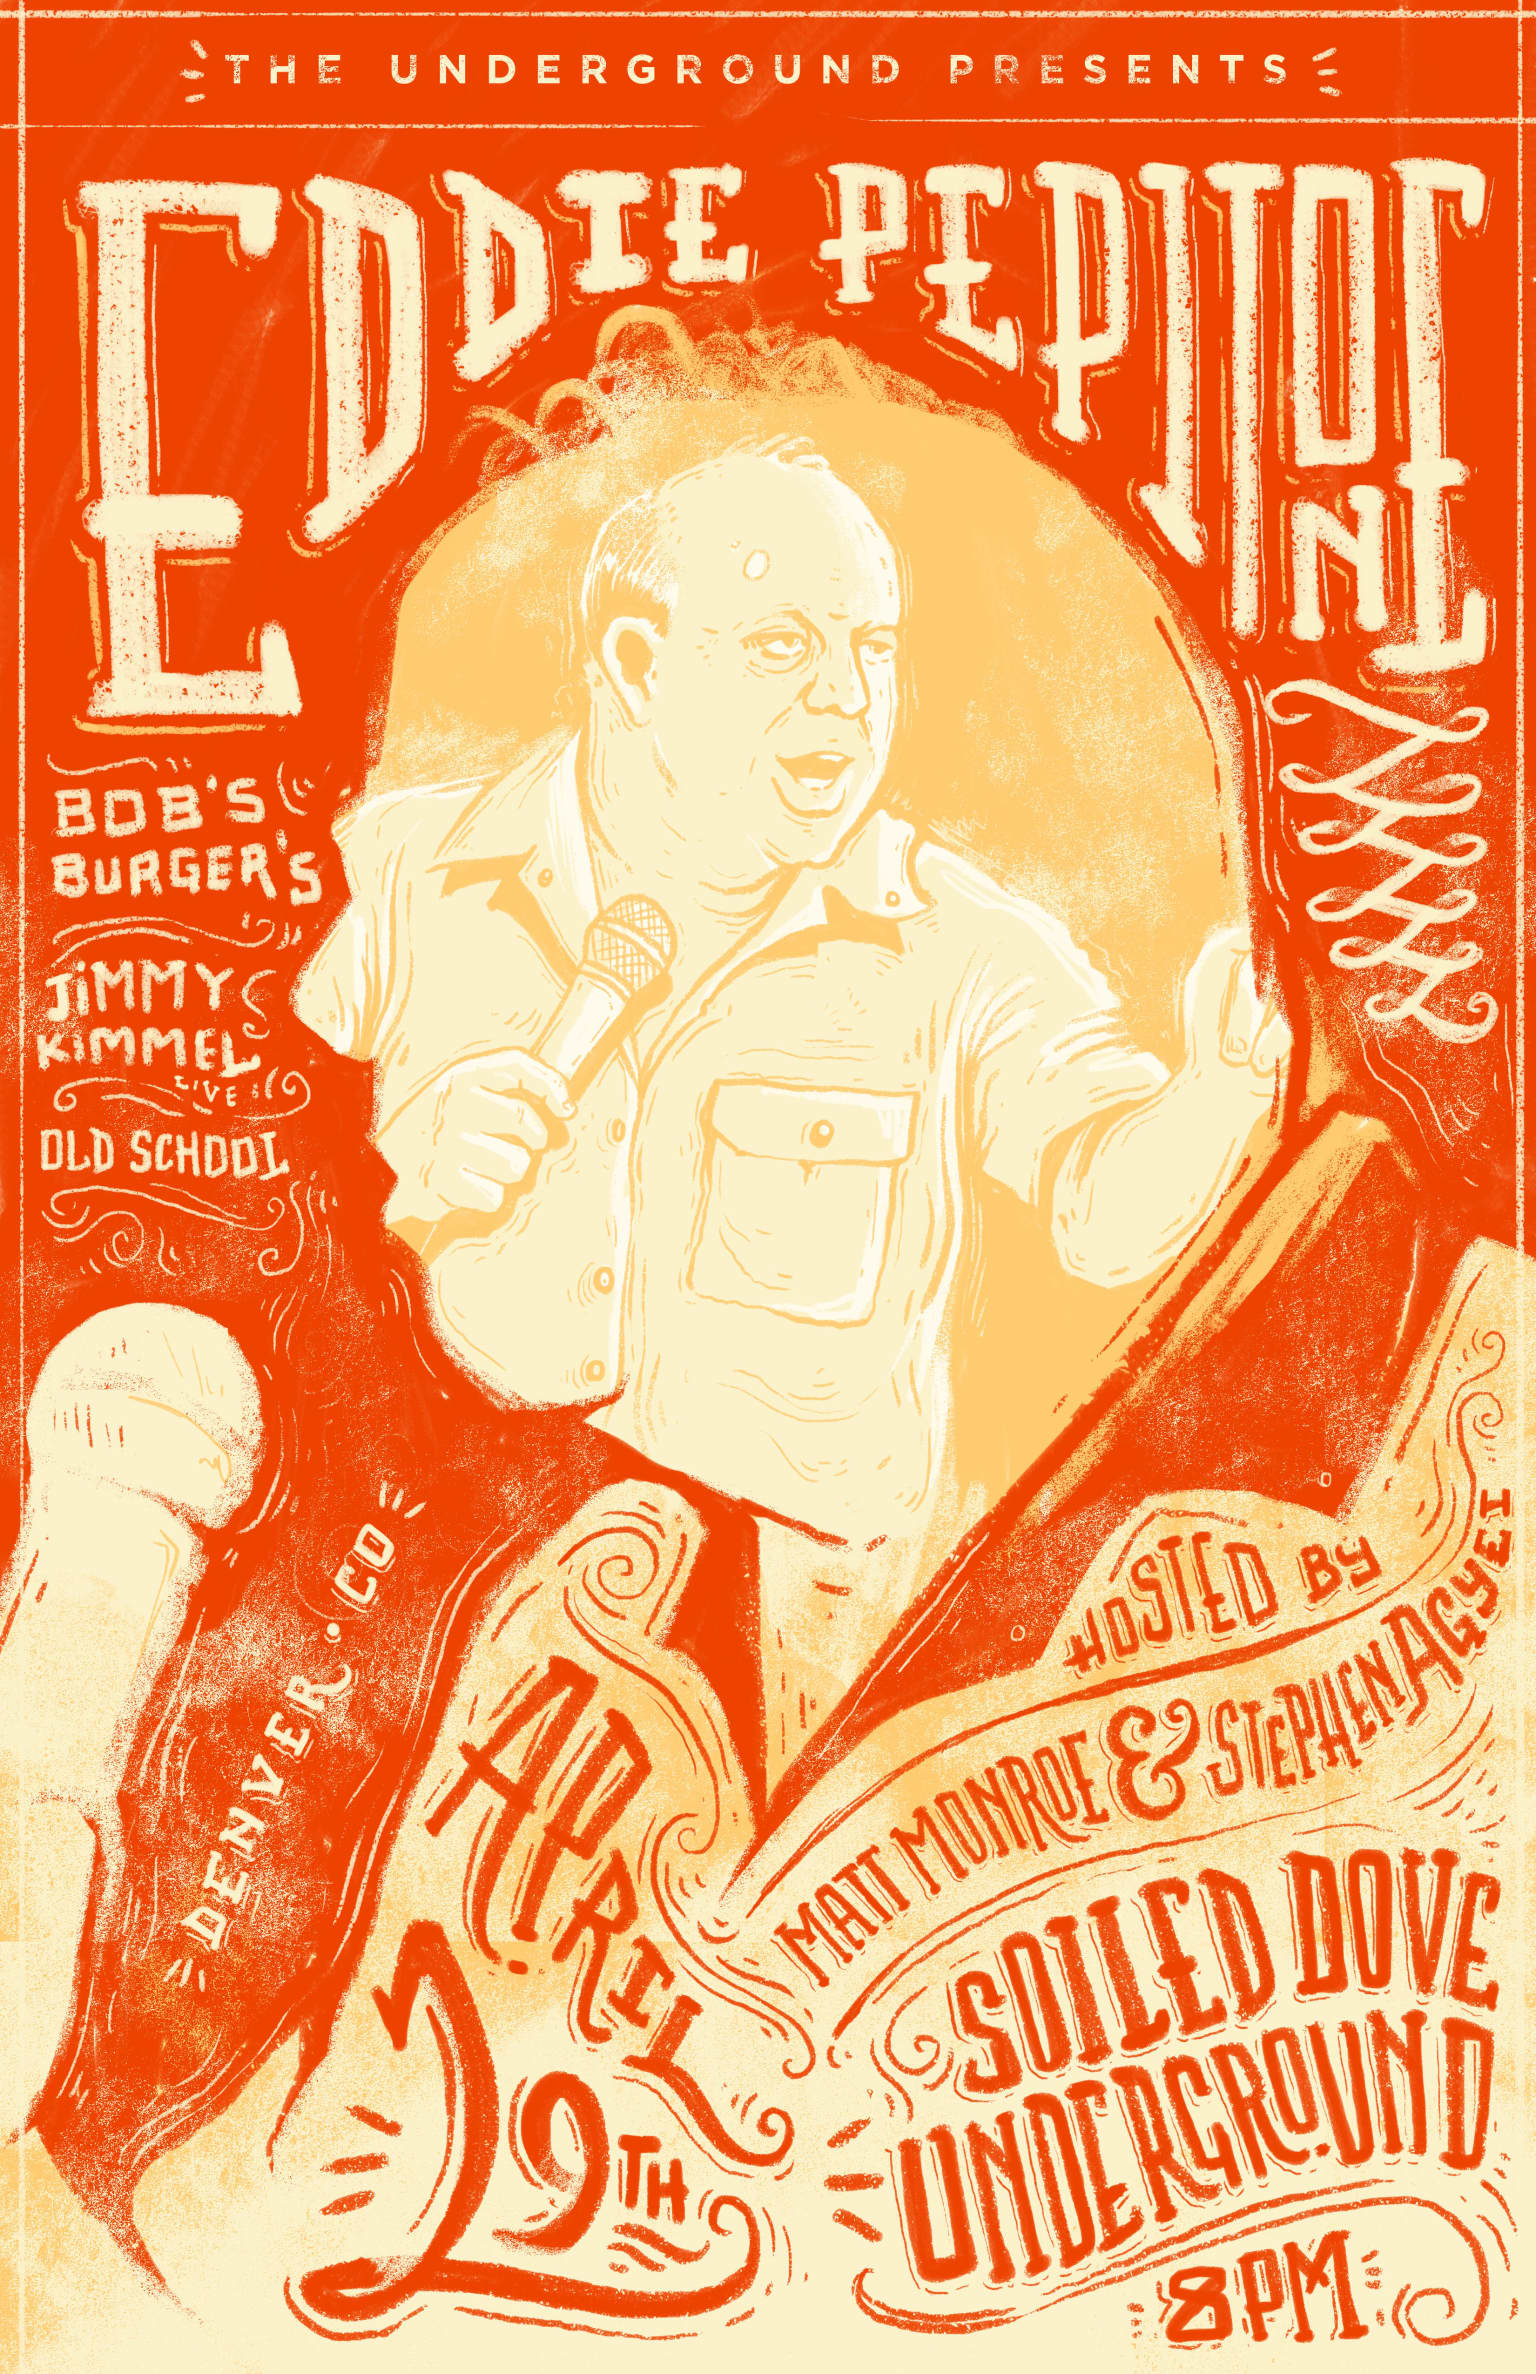 THE UNDERGROUND PRESENTS
EDDIE PEPITONE
BOB'S
BURGER'S
JiMMY
KiMMEL
LIVE
OLD SCHOOL
DENVER.CO
APRIL
29TH
HOSTED BY
MATT MONROE & STEPHEN AGYEI
SOILED DOVE
UNDERGROUND
8PM